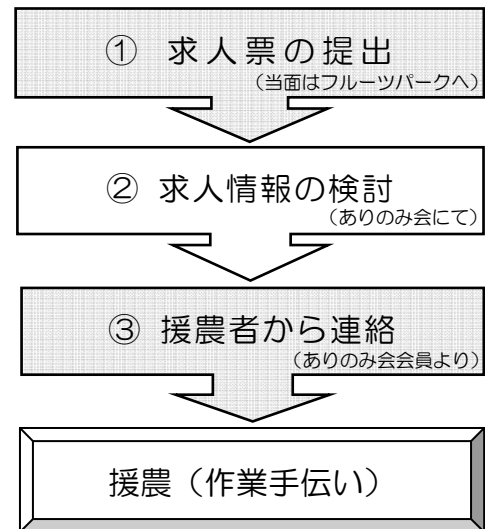 ① 求人票の提出
（当面はフルーツパークへ）
② 求人情報の検討
（ありのみ会にて）
③ 援農者から連絡
（ありのみ会会員より）
援農（作業手伝い）